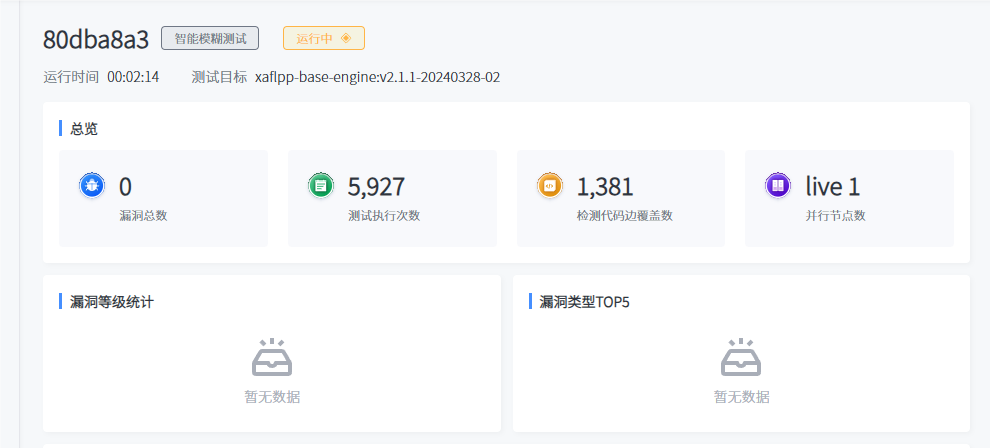 80dba8a3 智能模糊测试 运行中
运行时间 00:02:14 测试目标 xaflpp-base-engine:v2.1.1-20240328-02
总览
0 5,927 1,381 live 1
漏洞总数 测试执行次数 检测代码边覆盖数 并行节点数
漏洞等级统计 漏洞类型TOP5
暂无数据 暂无数据